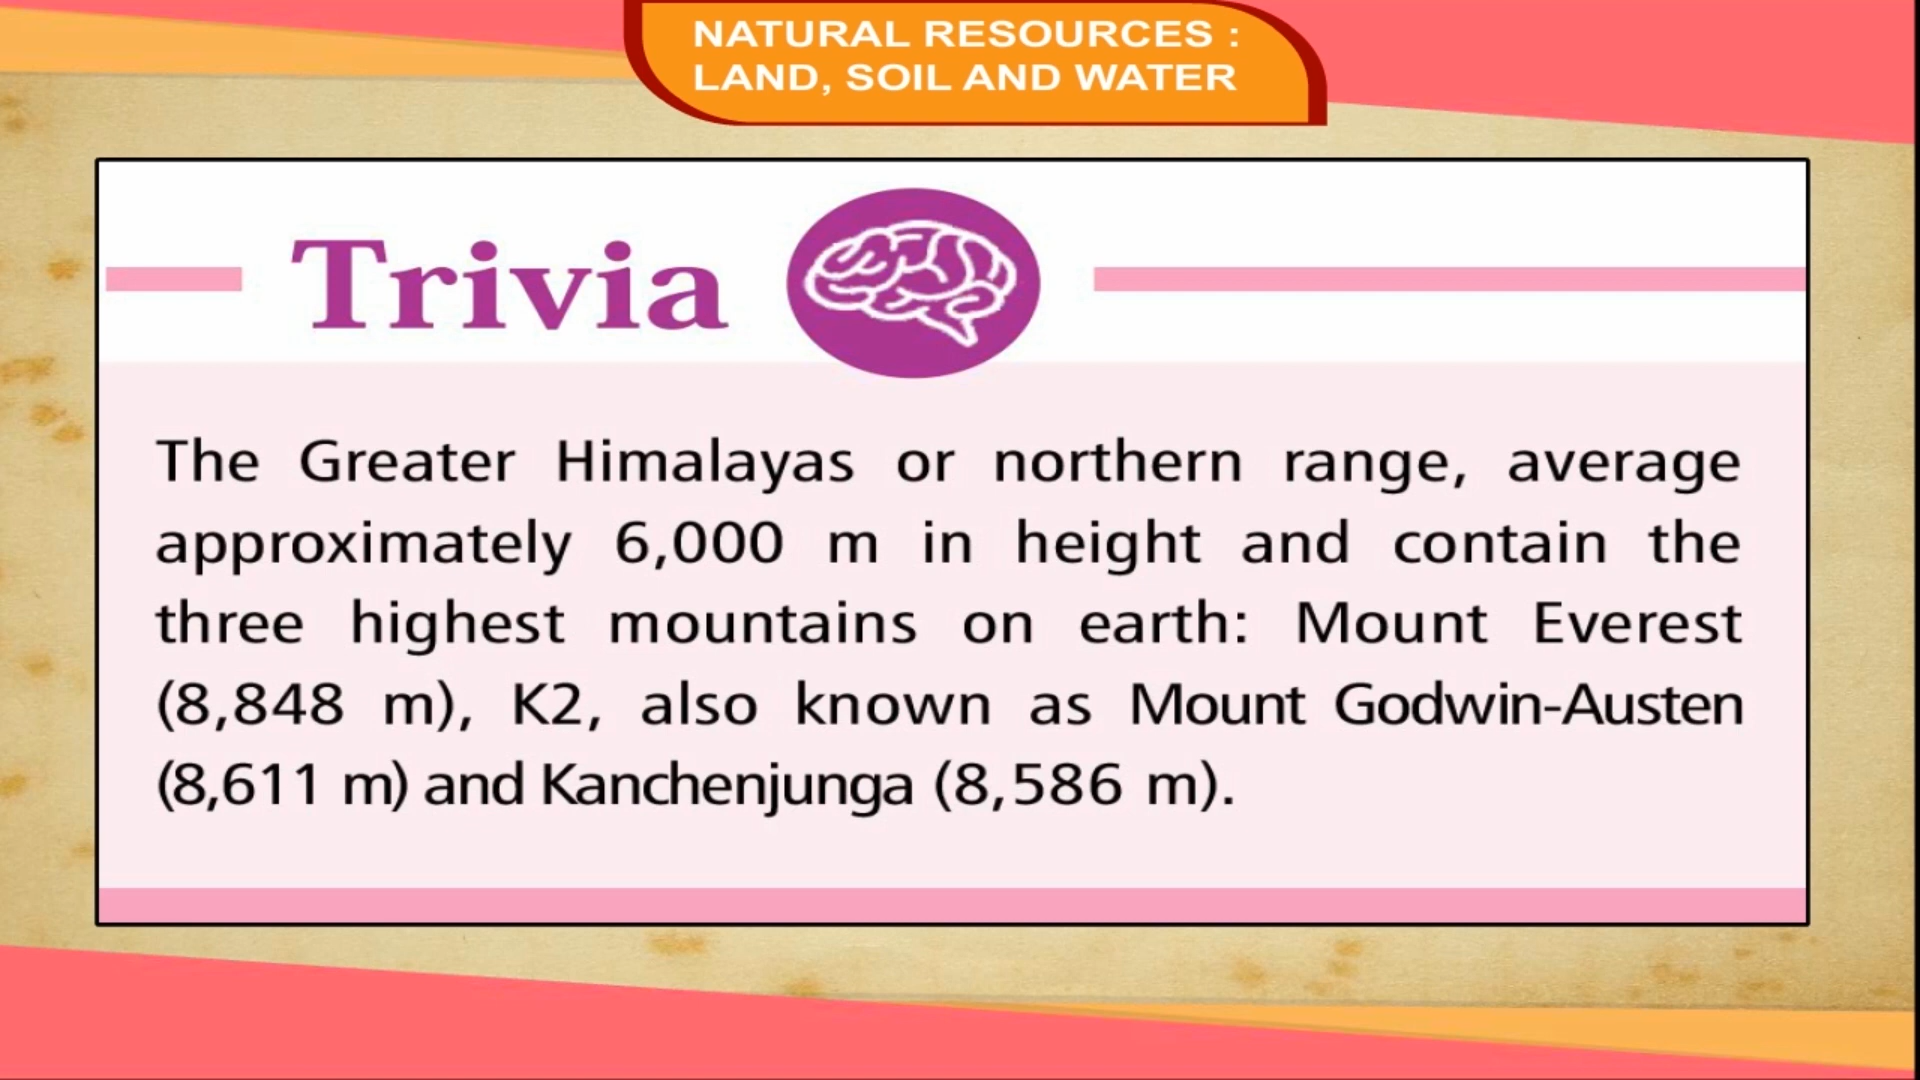 NATURAL RESOURCES :
LAND, SOIL AND WATER
Trivia
The Greater Himalayas or northern range, average
approximately 6,000 m in height and contain the
three highest mountains on earth: Mount Everest
(8,848 m), K2, also known as Mount Godwin-Austen
(8,611 m) and Kanchenjunga (8,586 m).